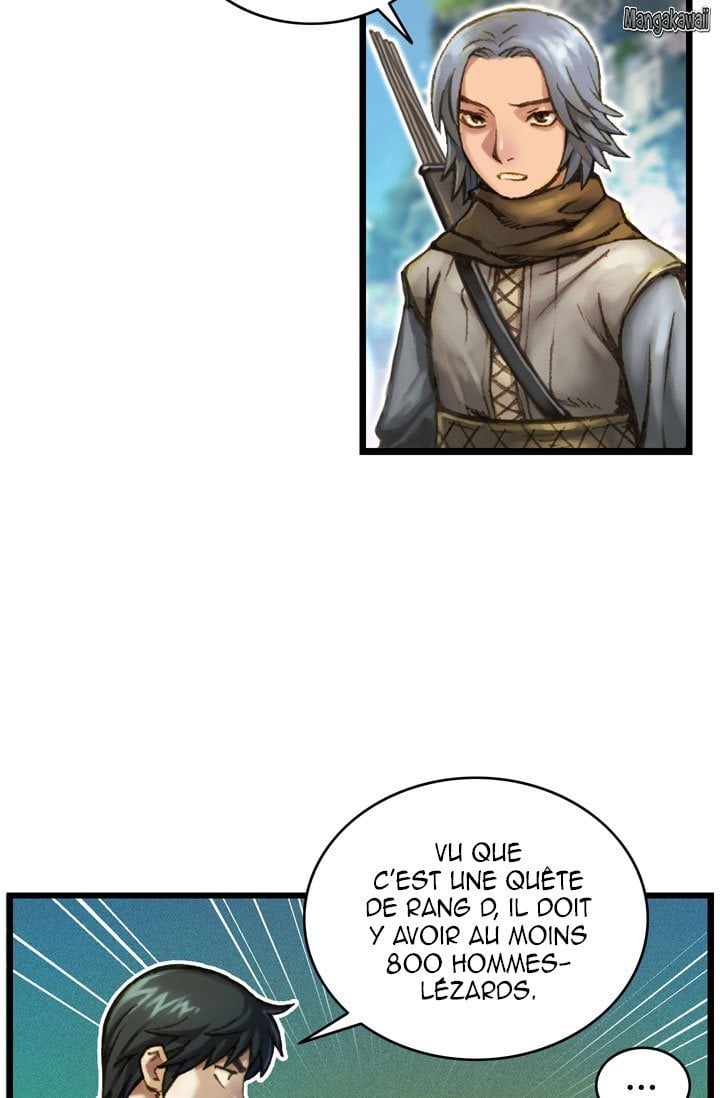 Mangakawaii
VU QUE
C'EST UNE QUÊTE
DE RANG D, IL DOIT
Y AVOIR AU MOINS
800 HOMMES-
LÉZARDS.
...